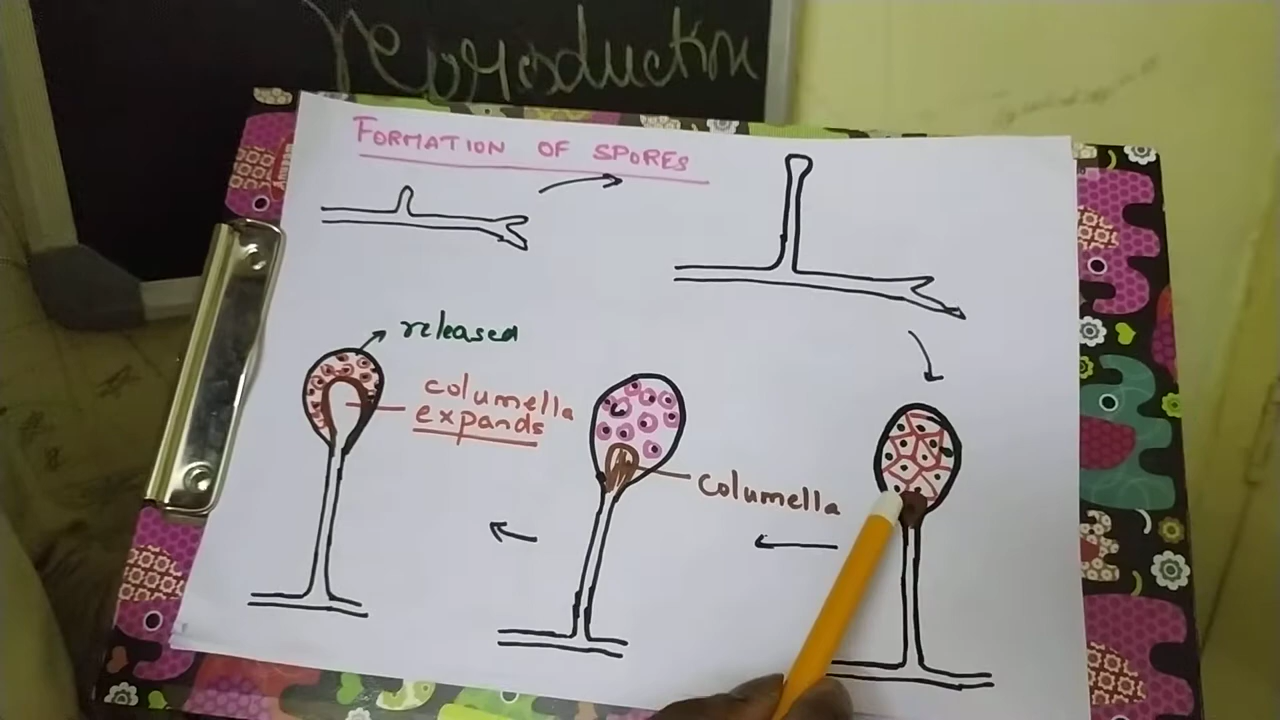 reproduction
FORMATION OF SPORES
released
columella
expands
columella